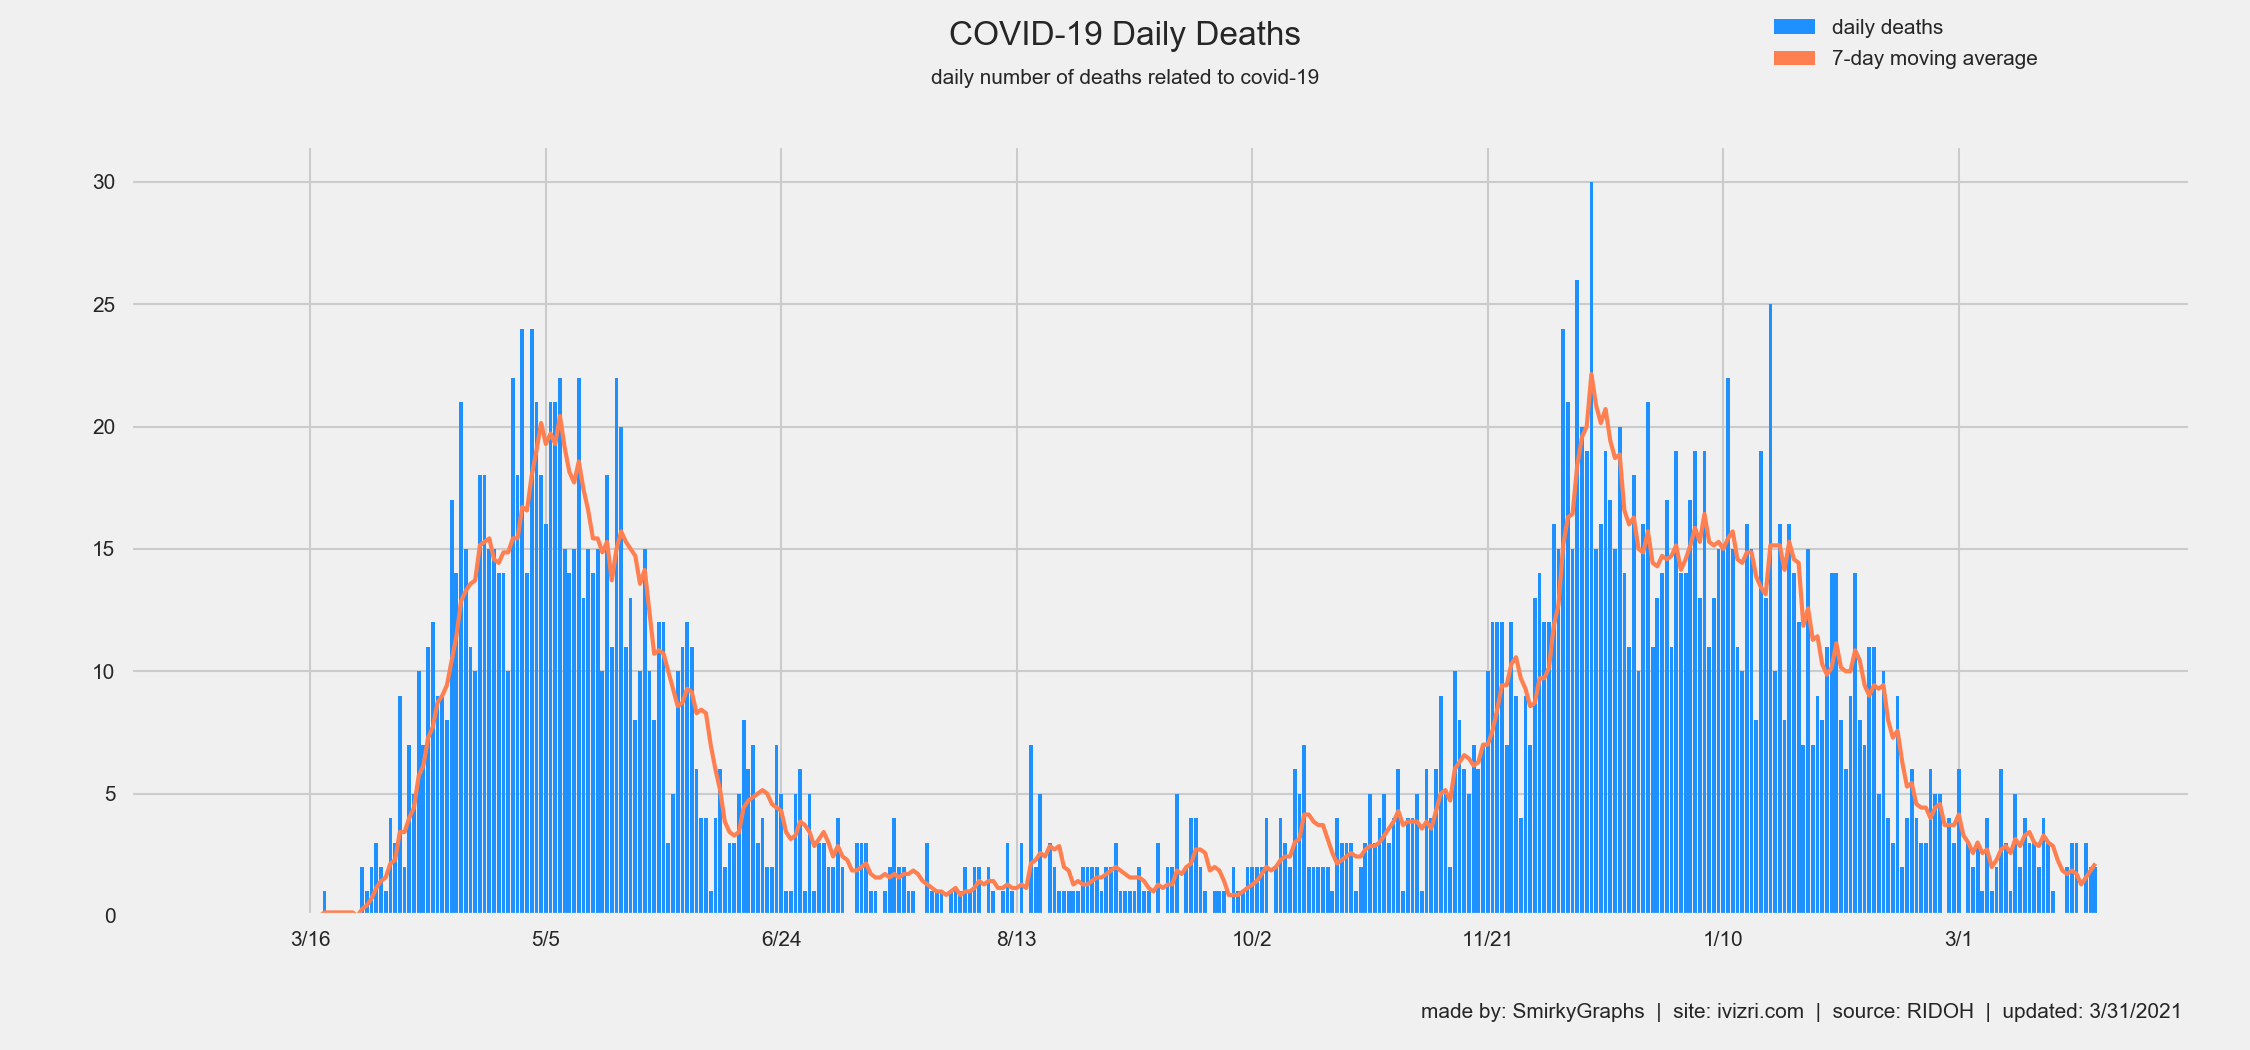 COVID-19 Daily Deaths
daily number of deaths related to covid-19
daily deaths
7-day moving average
30
25
20
15
10
5
0
3/16 5/5 6/24 8/13 10/2 11/21 1/10 3/1
made by: SmirkyGraphs | site: ivizri.com | source: RIDOH | updated: 3/31/2021